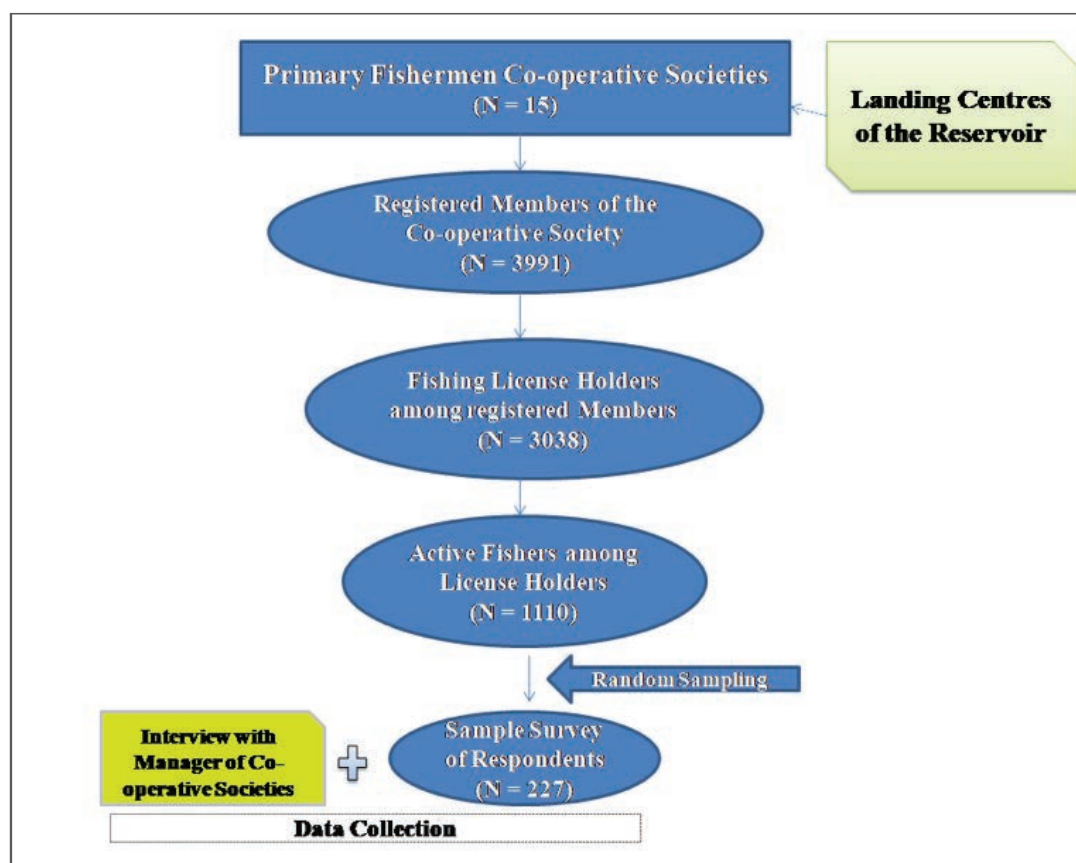 Primary Fishermen Co-operative Societies
(N = 15)
Landing Centres
of the Reservoir
Registered Members of the
Co-operative Society
(N = 3991)
Fishing License Holders
among registered Members
(N = 3038)
Active Fishers among
License Holders
(N = 1110)
Random Sampling
Interview with
Manager of Co-
operative Societies
Sample Survey
of Respondents
(N = 227)
Data Collection